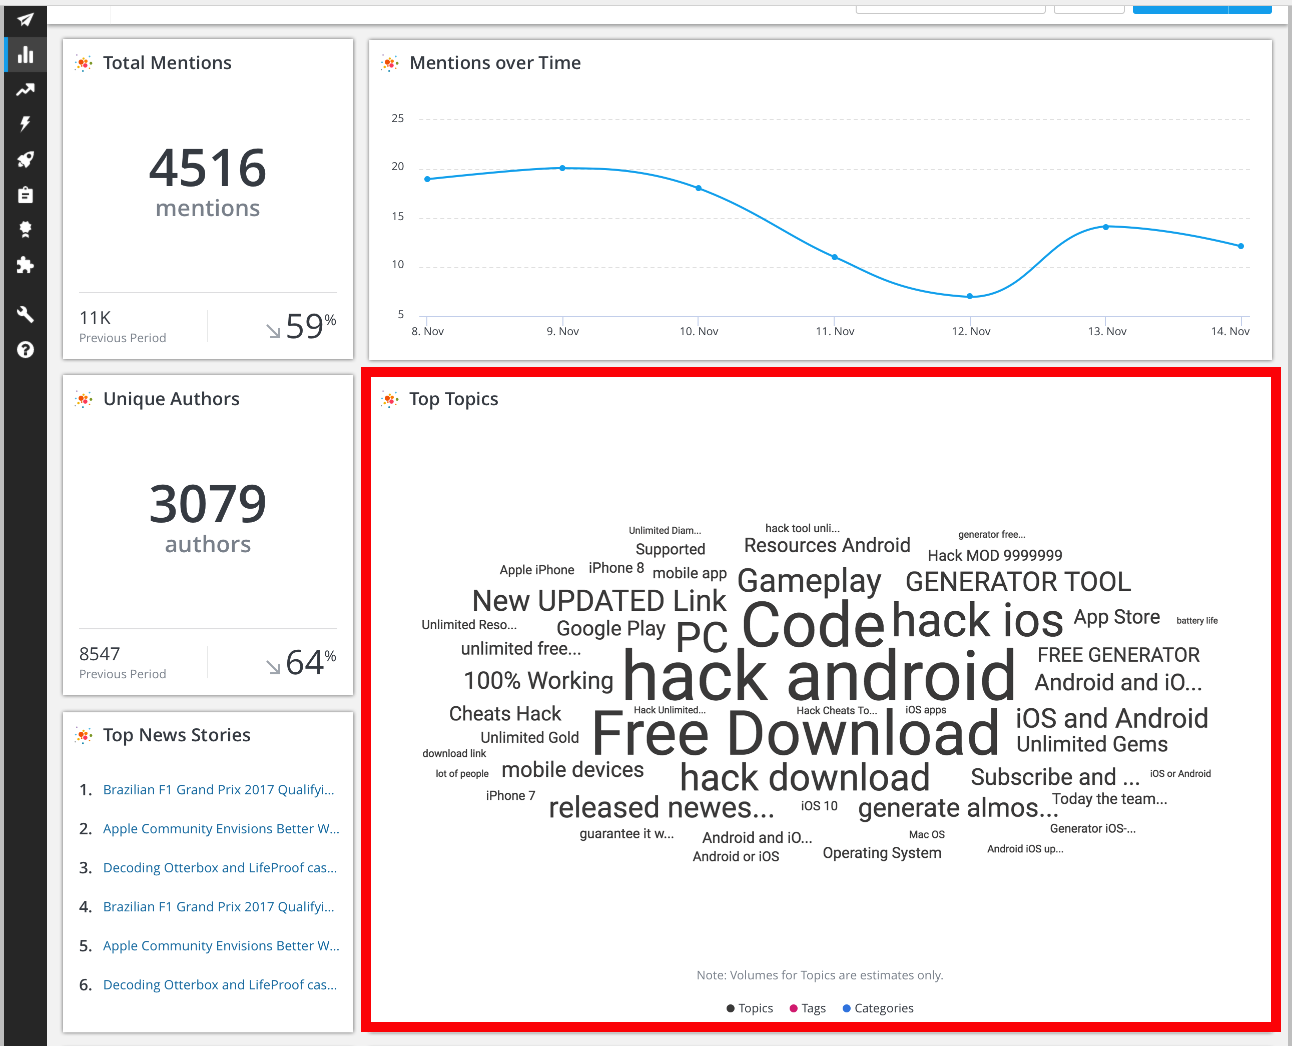 Total Mentions
4516
mentions
11K
Previous Period
59%
Mentions over Time
25
20
15
10
5
8. Nov
9. Nov
10. Nov
11. Nov
12. Nov
13. Nov
14. Nov
Unique Authors
3079
authors
8547
Previous Period
64%
Top News Stories
1. Brazilian F1 Grand Prix 2017 Qualifyi...
2. Apple Community Envisions Better W...
3. Decoding Otterbox and LifeProof cas...
4. Brazilian F1 Grand Prix 2017 Qualifyi...
5. Apple Community Envisions Better W...
6. Decoding Otterbox and LifeProof cas...
Top Topics
Unlimited Diam...
hack tool unli...
generator free...
Supported
Resources Android
Hack MOD 9999999
Apple iPhone
iPhone 8
mobile app
Gameplay
GENERATOR TOOL
New UPDATED Link
Code
hack ios
App Store
battery life
Unlimited Reso...
Google Play
PC
unlimited free...
hack android
FREE GENERATOR
100% Working
Android and iO...
Cheats Hack
Hack Unlimited...
Hack Cheats To...
iOS apps
Free Download
iOS and Android
Unlimited Gold
Unlimited Gems
download link
lot of people
mobile devices
hack download
Subscribe and ...
iOS or Android
iPhone 7
released newes...
iOS 10
generate almos...
Today the team...
guarantee it w...
Android and iO...
Mac OS
Generator iOS-...
Android or iOS
Operating System
Android iOS up...
Note: Volumes for Topics are estimates only.
Topics
Tags
Categories